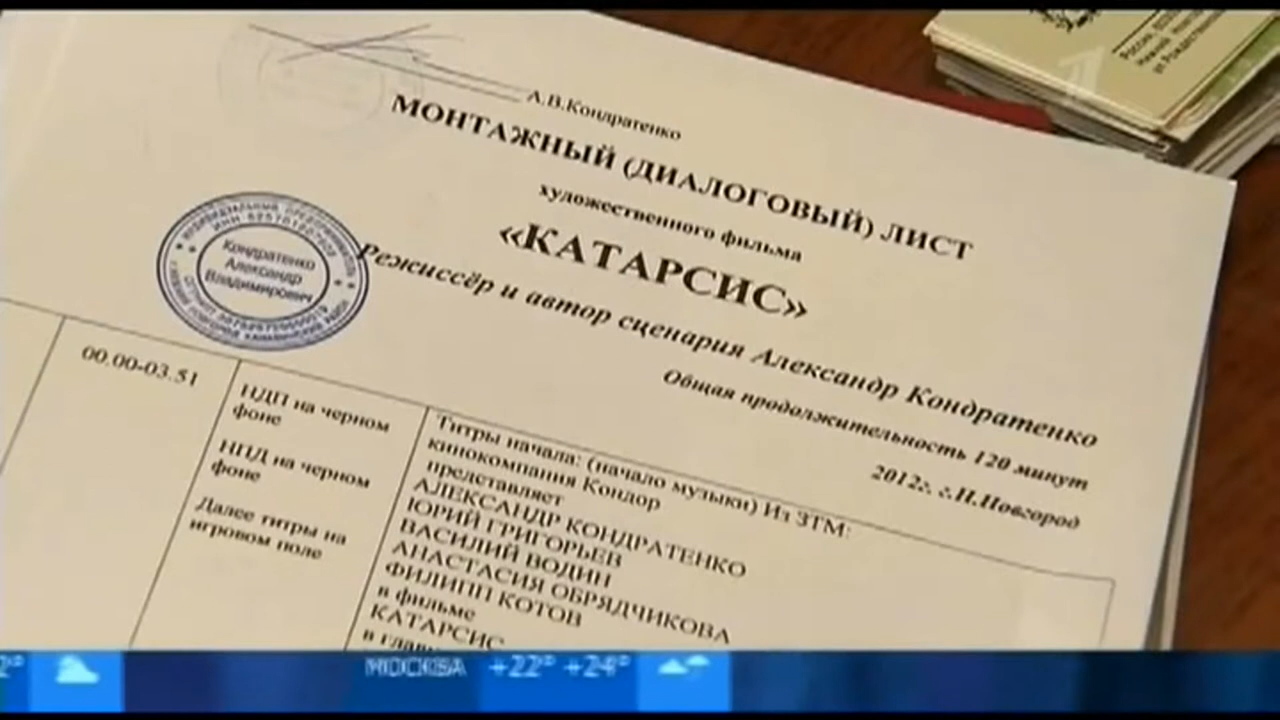 А.В.Кондратенко
МОНТАЖНЫЙ (ДИАЛОГОВЫЙ) ЛИСТ
художественного фильма
«КАТАРСИС»
Режиссёр и автор сценария Александр Кондратенко
Общая продолжительность 120 минут
2012г. г.Н.Новгород
Кондратенко
Александр
Владимирович
00.00-03.51
НДП на черном
фоне
НПД на черном
фоне
Далее титры на
игровом поле
Титры начала: (начало музыки) Из ЗТМ:
кинокомпания Кондор
представляет
АЛЕКСАНДР КОНДРАТЕНКО
ЮРИЙ ГРИГОРЬЕВ
ВАСИЛИЙ ВОДИН
АНАСТАСИЯ ОБРЯДЧИКОВА
ФИЛИПП КОТОВ
в фильме
КАТАРСИС
МОСКВА +22° +24°